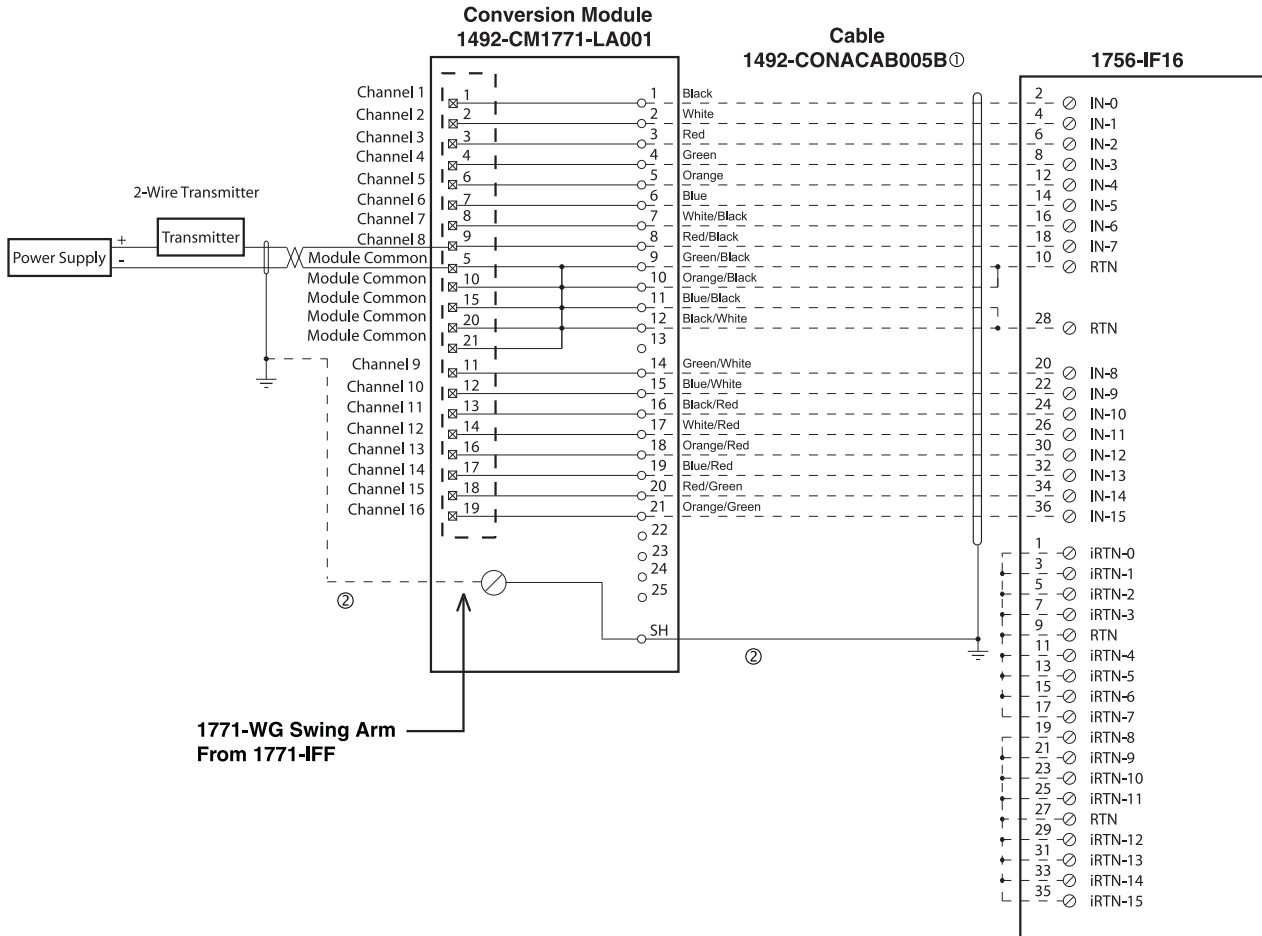 Conversion Module
1492-CM1771-LA001
Cable
1492-CONACAB005B①
1756-IF16
Channel 1 1 1 Black 2 IN-0
Channel 2 2 2 White 4 IN-1
Channel 3 3 3 Red 6 IN-2
Channel 4 4 4 Green 8 IN-3
Channel 5 6 5 Orange 12 IN-4
Channel 6 7 6 Blue 14 IN-5
Channel 7 8 7 White/Black 16 IN-6
Channel 8 9 8 Red/Black 18 IN-7
Module Common 5 9 Green/Black 10 RTN
Module Common 10 10 Orange/Black
Module Common 15 11 Blue/Black
Module Common 20 12 Black/White 28 RTN
Module Common 21 13
Channel 9 11 14 Green/White 20 IN-8
Channel 10 12 15 Blue/White 22 IN-9
Channel 11 13 16 Black/Red 24 IN-10
Channel 12 14 17 White/Red 26 IN-11
Channel 13 16 18 Orange/Red 30 IN-12
Channel 14 17 19 Blue/Red 32 IN-13
Channel 15 18 20 Red/Green 34 IN-14
Channel 16 19 21 Orange/Green 36 IN-15
22
23
24
25
SH
2-Wire Transmitter
Transmitter
Power Supply + -
②
②
1771-WG Swing Arm
From 1771-IFF
1 iRTN-0
3 iRTN-1
5 iRTN-2
7 iRTN-3
9 RTN
11 iRTN-4
13 iRTN-5
15 iRTN-6
17 iRTN-7
19 iRTN-8
21 iRTN-9
23 iRTN-10
25 iRTN-11
27 RTN
29 iRTN-12
31 iRTN-13
33 iRTN-14
35 iRTN-15